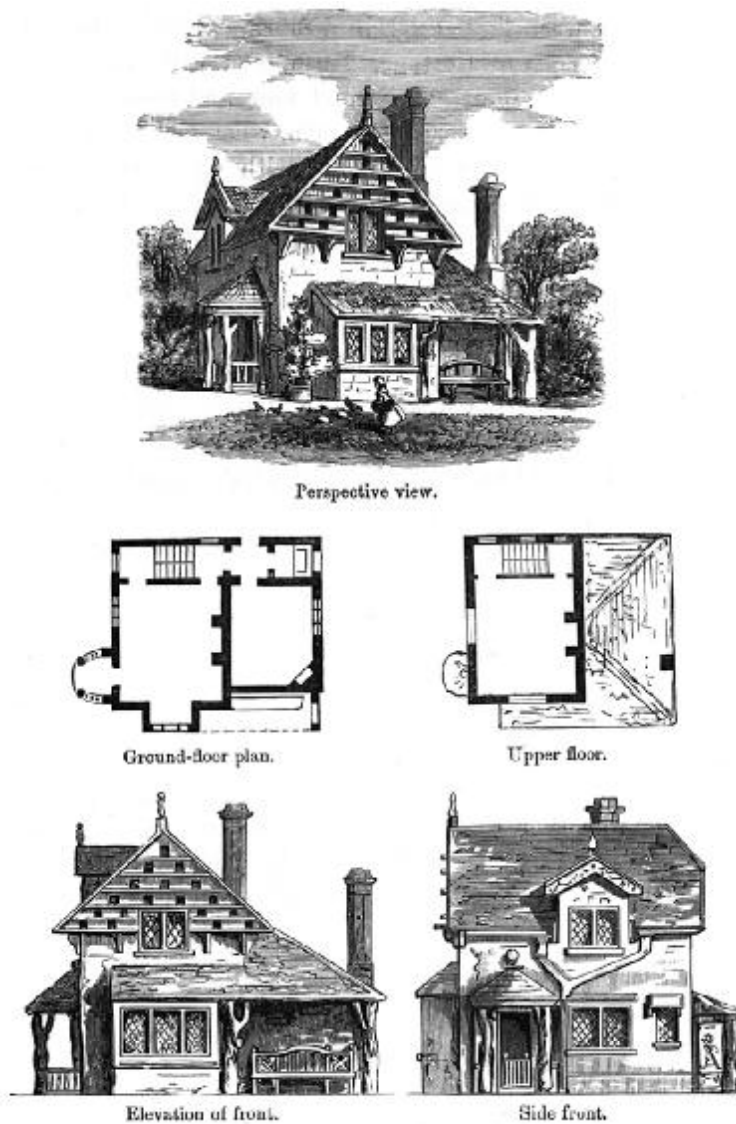 Perspective view.
Ground-floor plan.
Upper floor.
Elevation of front.
Side front.